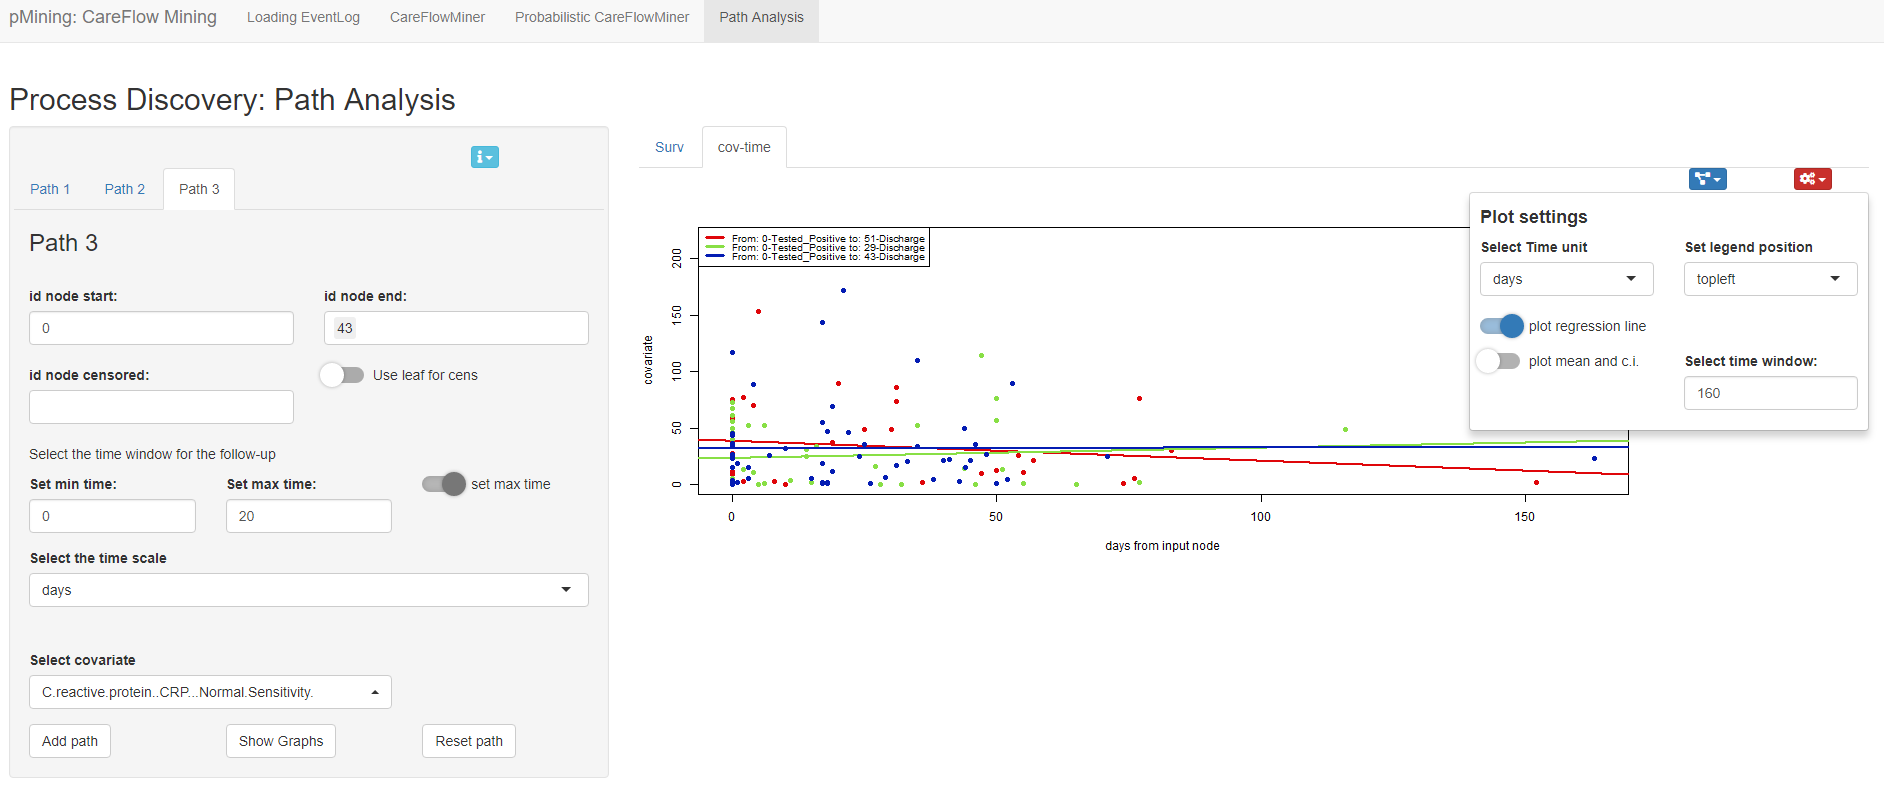 pMining: CareFlow Mining Loading EventLog CareFlowMiner Probabilistic CareFlowMiner Path Analysis
Process Discovery: Path Analysis
Path 1 Path 2 Path 3
Path 3
id node start: id node end:
0 43
id node censored: Use leaf for cens
Select the time window for the follow-up
Set min time: Set max time: set max time
0 20
Select the time scale
days
Select covariate
C.reactive.protein..CRP...Normal.Sensitivity.
Add path Show Graphs Reset path
Surv cov-time
Plot settings
Select Time unit Set legend position
days topleft
plot regression line
plot mean and c.i. Select time window:
160
From: 0-Tested_Positive to: 51-Discharge
From: 0-Tested_Positive to: 29-Discharge
From: 0-Tested_Positive to: 43-Discharge
covariate
200
150
100
50
0
0 50 100 150
days from input node